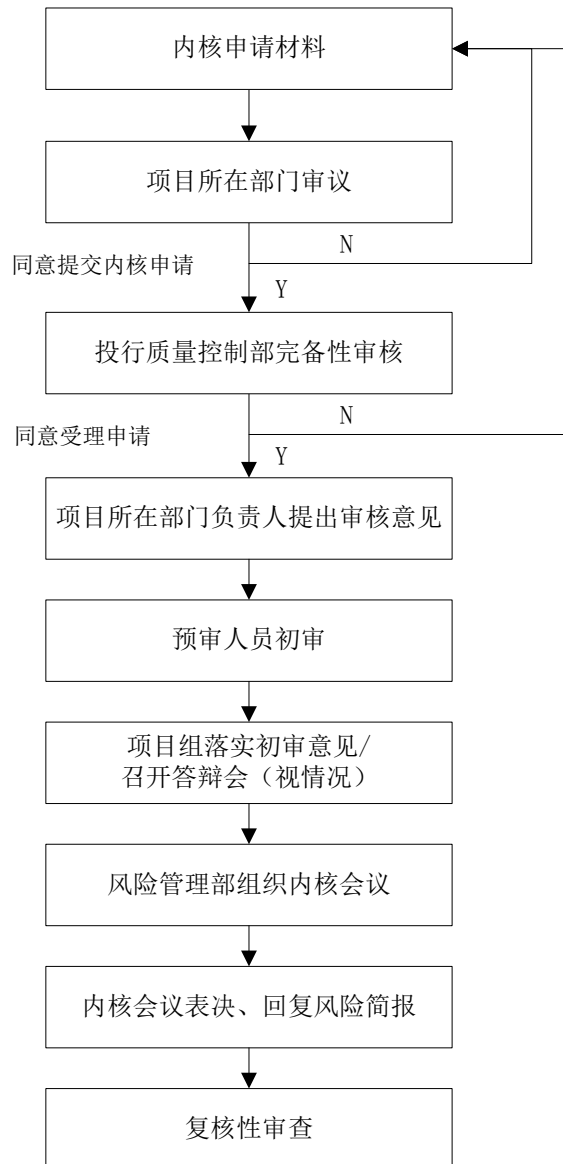 内核申请材料
项目所在部门审议
N
同意提交内核申请
Y
投行质量控制部完备性审核
N
同意受理申请
Y
项目所在部门负责人提出审核意见
预审人员初审
项目组落实初审意见/
召开答辩会（视情况）
风险管理部组织内核会议
内核会议表决、回复风险简报
复核性审查